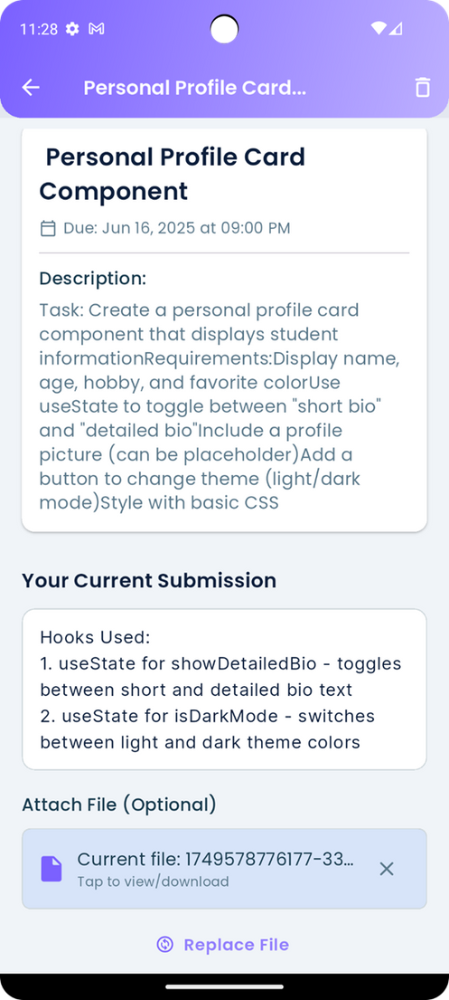 11:28
Personal Profile Card...
Personal Profile Card
Component
Due: Jun 16, 2025 at 09:00 PM
Description:
Task: Create a personal profile card
component that displays student
informationRequirements:Display name,
age, hobby, and favorite colorUse
useState to toggle between "short bio"
and "detailed bio"Include a profile
picture (can be placeholder)Add a
button to change theme (light/dark
mode)Style with basic CSS
Your Current Submission
Hooks Used:
1. useState for showDetailedBio - toggles
between short and detailed bio text
2. useState for isDarkMode - switches
between light and dark theme colors
Attach File (Optional)
Current file: 1749578776177-33...
Tap to view/download
Replace File